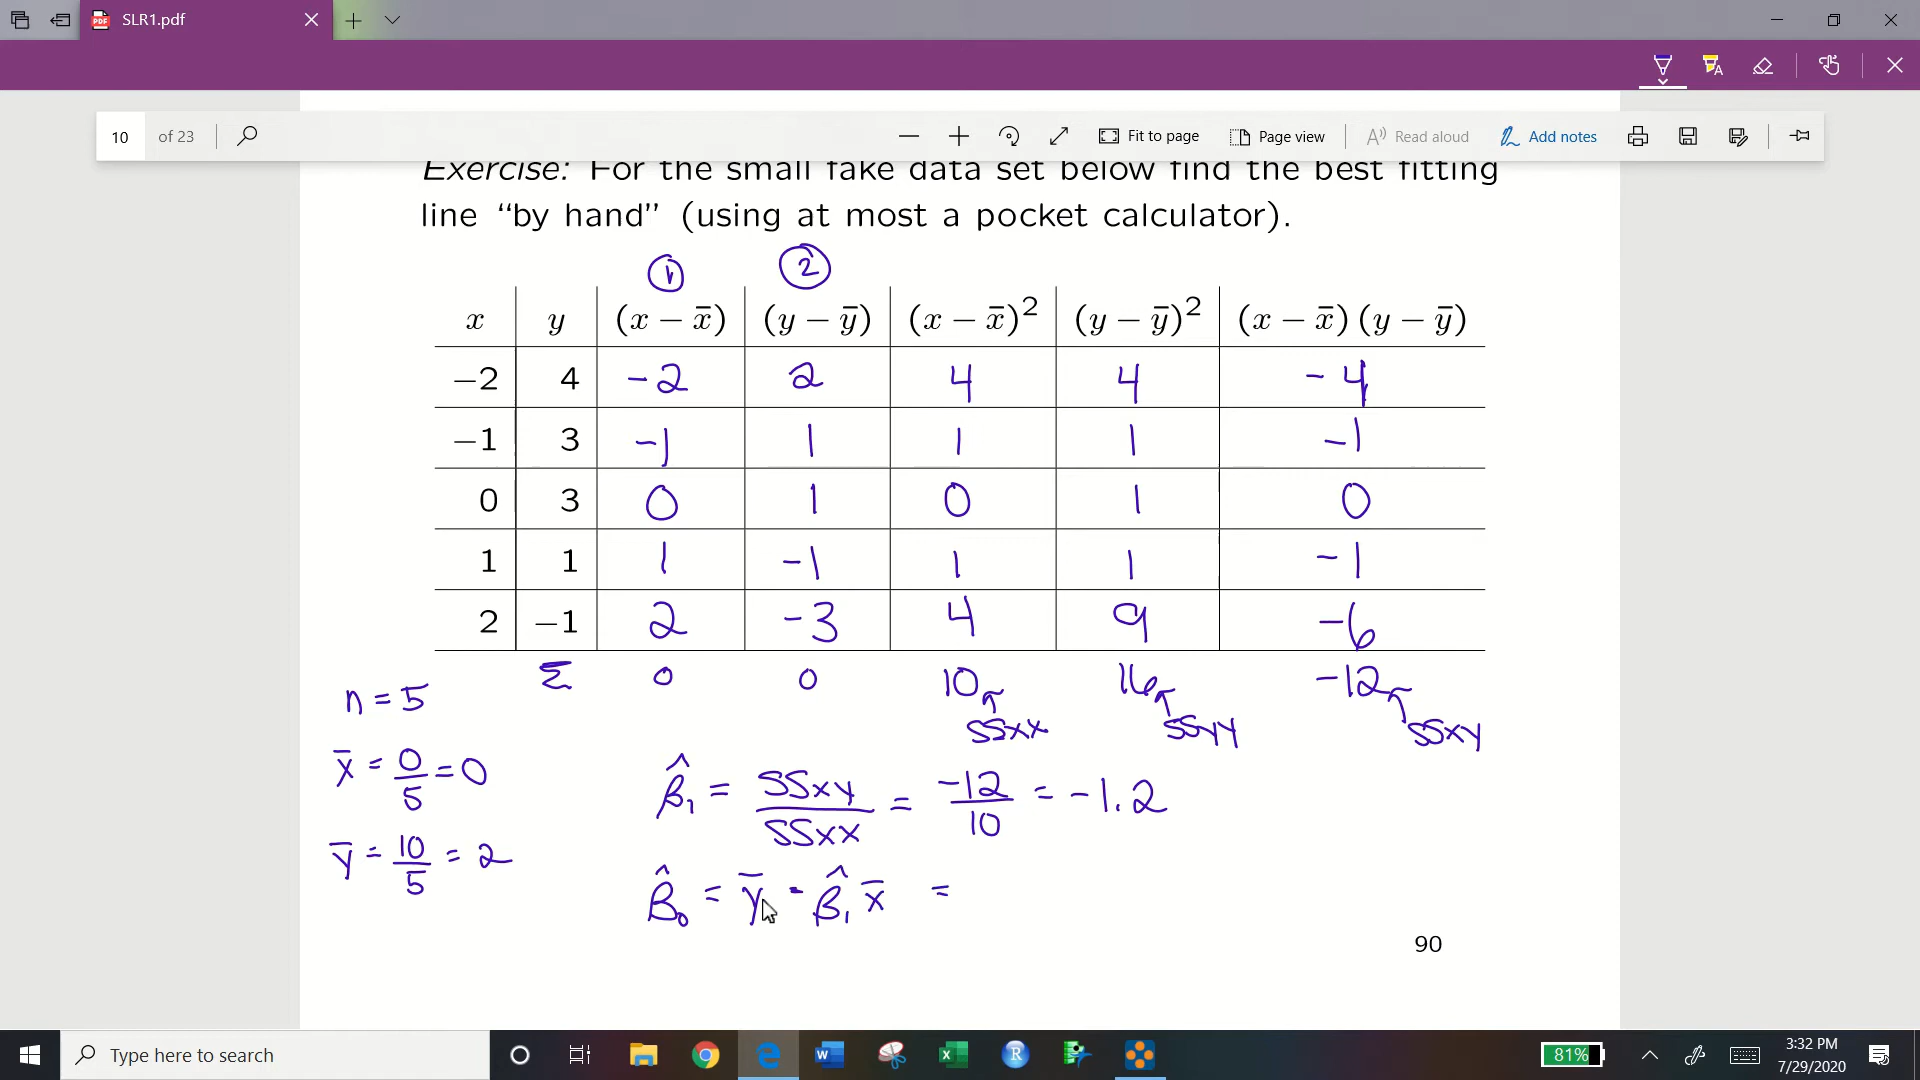 SLR1.pdf
10 of 23 Fit to page Page view Read aloud Add notes
Exercise: For the small fake data set below find the best fitting
line “by hand” (using at most a pocket calculator).
① ②
x y (x − x̄) (y − ȳ) (x − x̄)² (y − ȳ)² (x − x̄)(y − ȳ)
−2 4 -2 2 4 4 -4
−1 3 -1 1 1 1 -1
0 3 0 1 0 1 0
1 1 1 -1 1 1 -1
2 −1 2 -3 4 9 -6
Σ 0 0 10 16 -12
SSxx SSyy SSxy
n = 5
x̄ = 0/5 = 0
ȳ = 10/5 = 2
β̂₁ = SSxy/SSxx = -12/10 = -1.2
β̂₀ = ȳ - β̂₁ x̄ =
90
Type here to search
81%
3:32 PM
7/29/2020